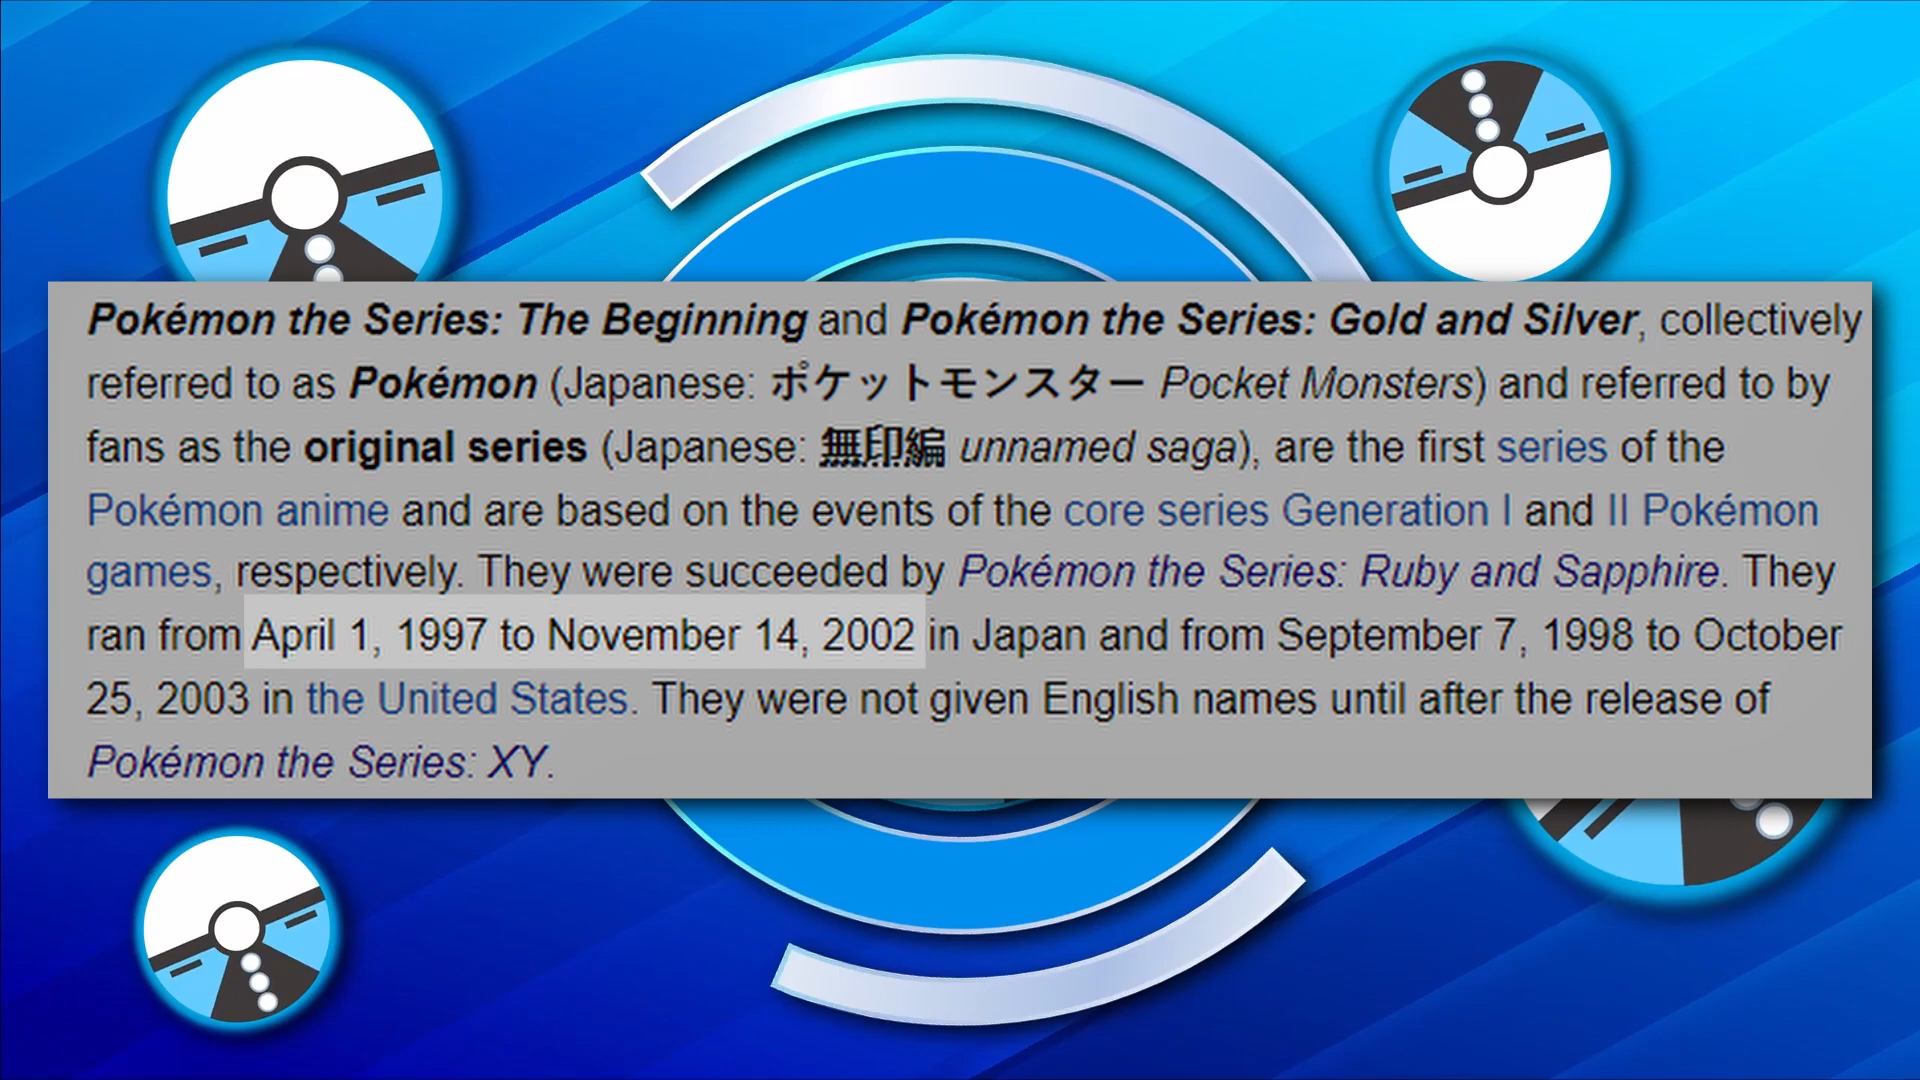 Pokémon the Series: The Beginning and Pokémon the Series: Gold and Silver, collectively
referred to as Pokémon (Japanese: ポケットモンスター Pocket Monsters) and referred to by
fans as the original series (Japanese: 無印編 unnamed saga), are the first series of the
Pokémon anime and are based on the events of the core series Generation I and II Pokémon
games, respectively. They were succeeded by Pokémon the Series: Ruby and Sapphire. They
ran from April 1, 1997 to November 14, 2002 in Japan and from September 7, 1998 to October
25, 2003 in the United States. They were not given English names until after the release of
Pokémon the Series: XY.